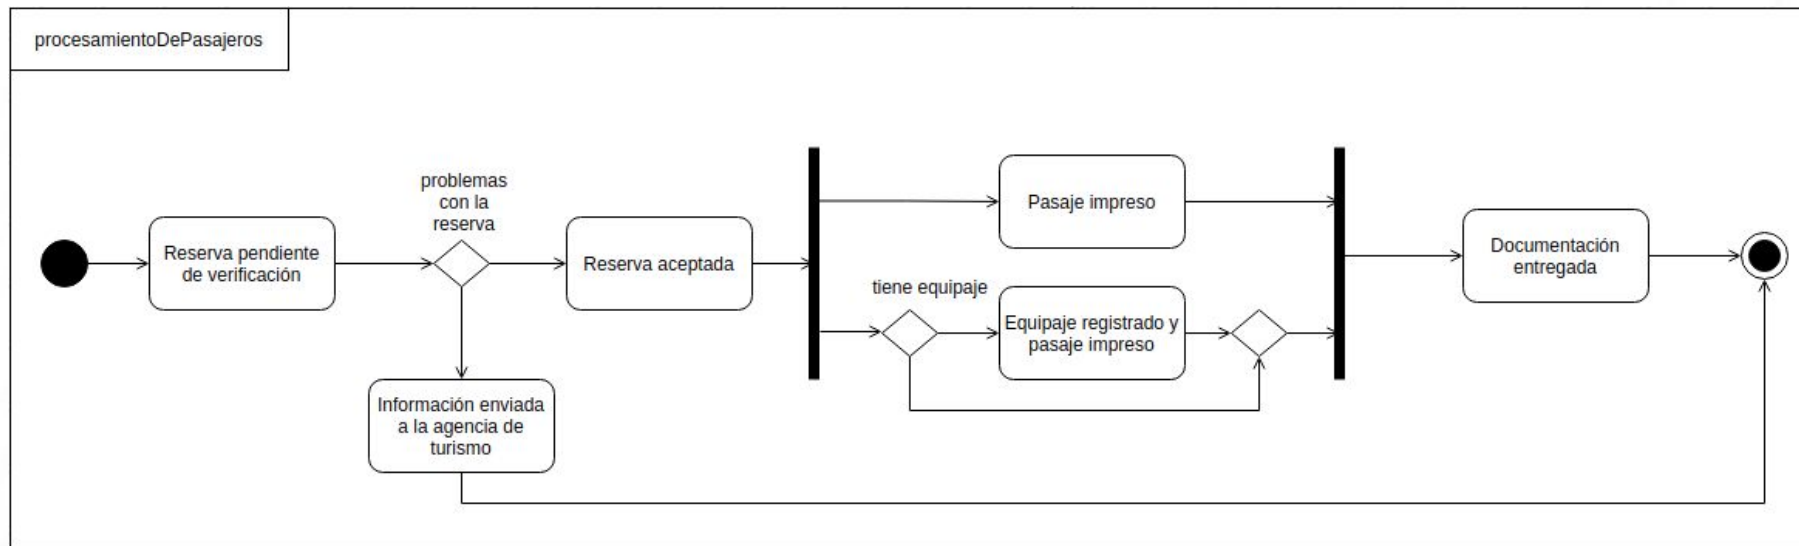 procesamientoDePasajeros
Reserva pendiente
de verificación
problemas
con la
reserva
Reserva aceptada
Información enviada
a la agencia de
turismo
Pasaje impreso
tiene equipaje
Equipaje registrado y
pasaje impreso
Documentación
entregada